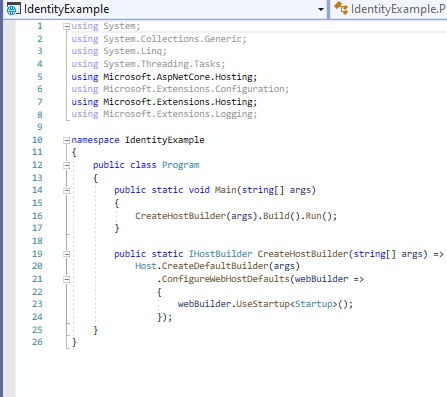 IdentityExample IdentityExample.P
1 using System;
2 using System.Collections.Generic;
3 using System.Linq;
4 using System.Threading.Tasks;
5 using Microsoft.AspNetCore.Hosting;
6 using Microsoft.Extensions.Configuration;
7 using Microsoft.Extensions.Hosting;
8 using Microsoft.Extensions.Logging;
9
10 namespace IdentityExample
11 {
12 public class Program
13 {
14 public static void Main(string[] args)
15 {
16 CreateHostBuilder(args).Build().Run();
17 }
18
19 public static IHostBuilder CreateHostBuilder(string[] args) =>
20 Host.CreateDefaultBuilder(args)
21 .ConfigureWebHostDefaults(webBuilder =>
22 {
23 webBuilder.UseStartup<Startup>();
24 });
25 }
26 }